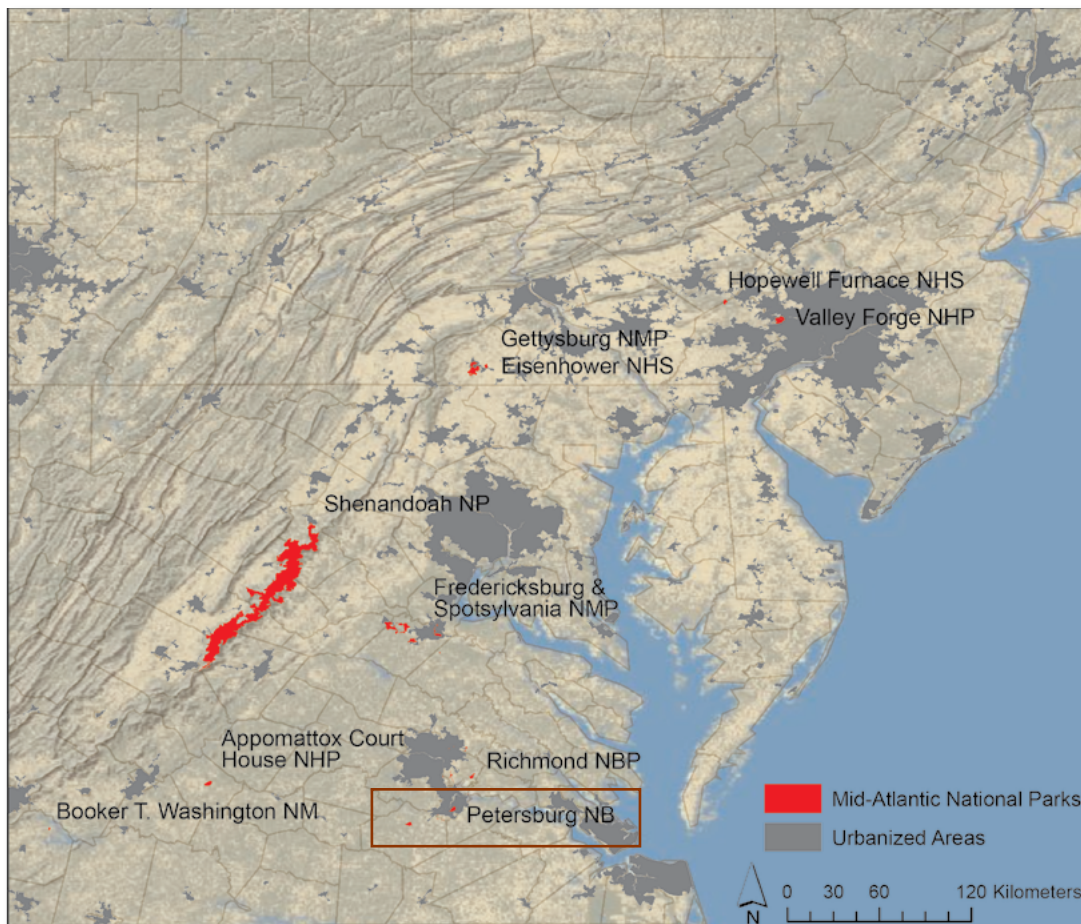 Hopewell Furnace NHS
Valley Forge NHP
Gettysburg NMP
Eisenhower NHS
Shenandoah NP
Fredericksburg &
Spotsylvania NMP
Appomattox Court
House NHP
Richmond NBP
Booker T. Washington NM
Petersburg NB
Mid-Atlantic National Parks
Urbanized Areas
N
0 30 60 120 Kilometers